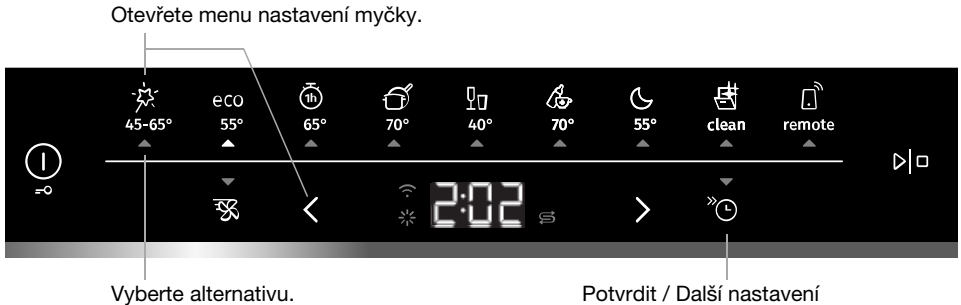 Otevřete menu nastavení myčky.
eco 1h
45-65° 55° 65° 70° 40° 70° 55° clean remote
2:02
Vyberte alternativu. Potvrdit / Další nastavení